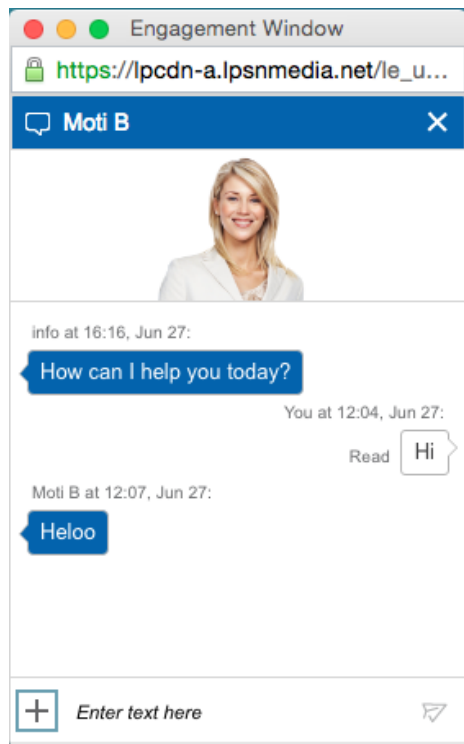 Engagement Window
https://lpcdn-a.lpsnmedia.net/le_u...
Moti B
info at 16:16, Jun 27:
How can I help you today?
You at 12:04, Jun 27:
Read Hi
Moti B at 12:07, Jun 27:
Heloo
Enter text here